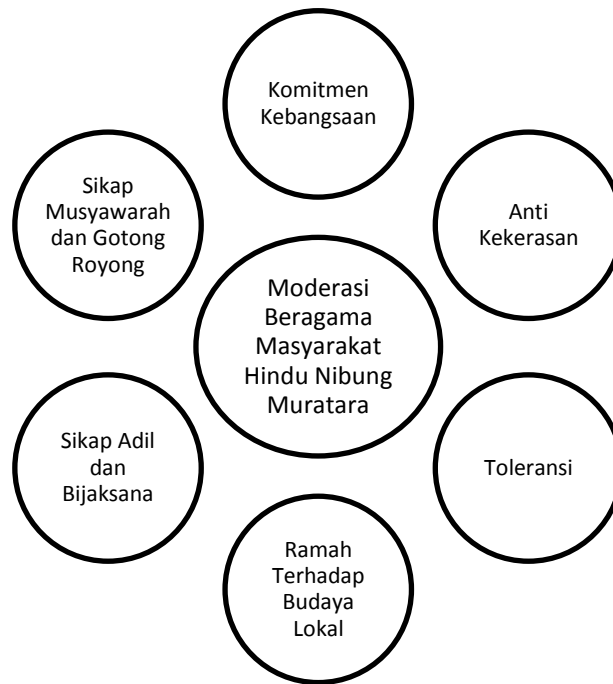 Komitmen
Kebangsaan
Sikap
Musyawarah
dan Gotong
Royong
Anti
Kekerasan
Moderasi
Beragama
Masyarakat
Hindu Nibung
Muratara
Sikap Adil
dan
Bijaksana
Toleransi
Ramah
Terhadap
Budaya
Lokal